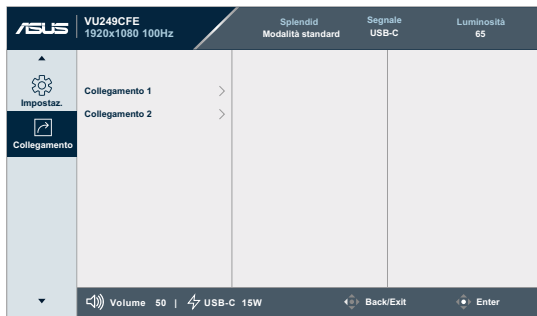 ASUS
VU249CFE
1920x1080 100Hz
Splendid
Modalità standard
Segnale
USB-C
Luminosità
65
Impostaz.
Collegamento
Collegamento 1
Collegamento 2
Volume 50 | USB-C 15W
Back/Exit
Enter